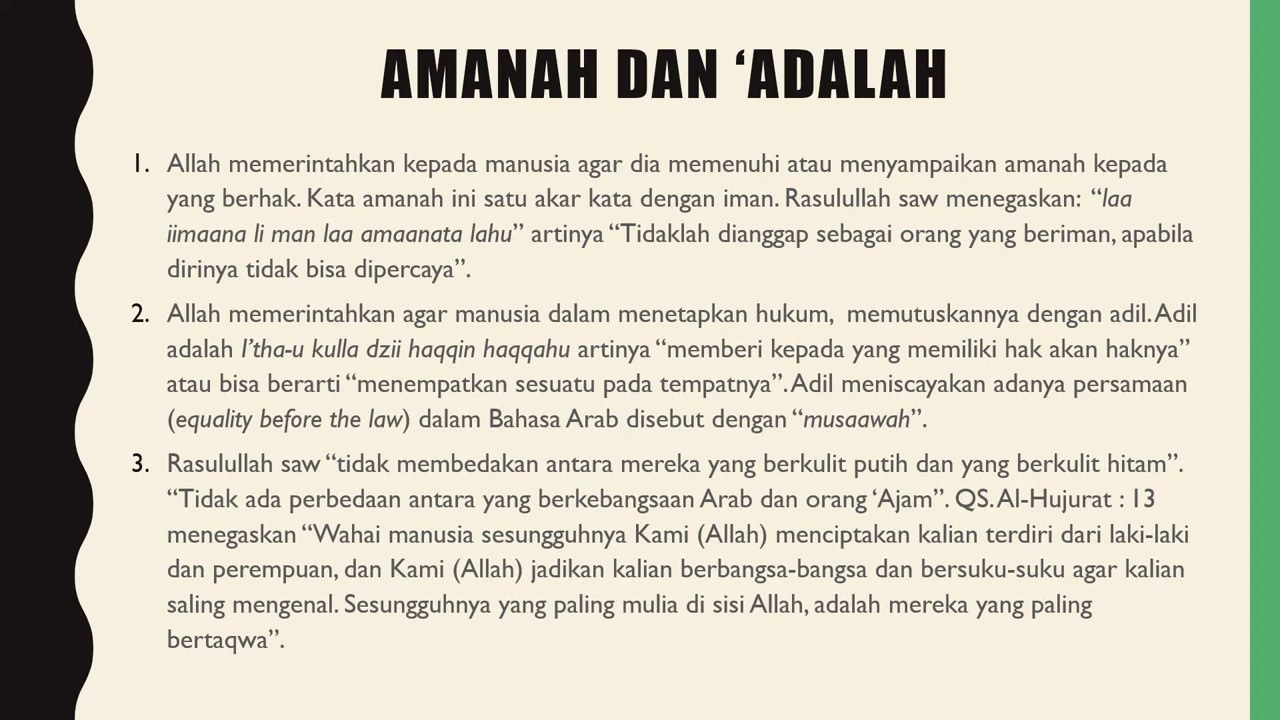 AMANAH DAN ‘ADALAH
1. Allah memerintahkan kepada manusia agar dia memenuhi atau menyampaikan amanah kepada
yang berhak. Kata amanah ini satu akar kata dengan iman. Rasulullah saw menegaskan: “laa
iimaana li man laa amaanata lahu” artinya “Tidaklah dianggap sebagai orang yang beriman, apabila
dirinya tidak bisa dipercaya”.
2. Allah memerintahkan agar manusia dalam menetapkan hukum, memutuskannya dengan adil. Adil
adalah I’tha-u kulla dzii haqqin haqqahu artinya “memberi kepada yang memiliki hak akan haknya”
atau bisa berarti “menempatkan sesuatu pada tempatnya”. Adil meniscayakan adanya persamaan
(equality before the law) dalam Bahasa Arab disebut dengan “musaawah”.
3. Rasulullah saw “tidak membedakan antara mereka yang berkulit putih dan yang berkulit hitam”.
“Tidak ada perbedaan antara yang berkebangsaan Arab dan orang ‘Ajam”. QS. Al-Hujurat : 13
menegaskan “Wahai manusia sesungguhnya Kami (Allah) menciptakan kalian terdiri dari laki-laki
dan perempuan, dan Kami (Allah) jadikan kalian berbangsa-bangsa dan bersuku-suku agar kalian
saling mengenal. Sesungguhnya yang paling mulia di sisi Allah, adalah mereka yang paling
bertaqwa”.